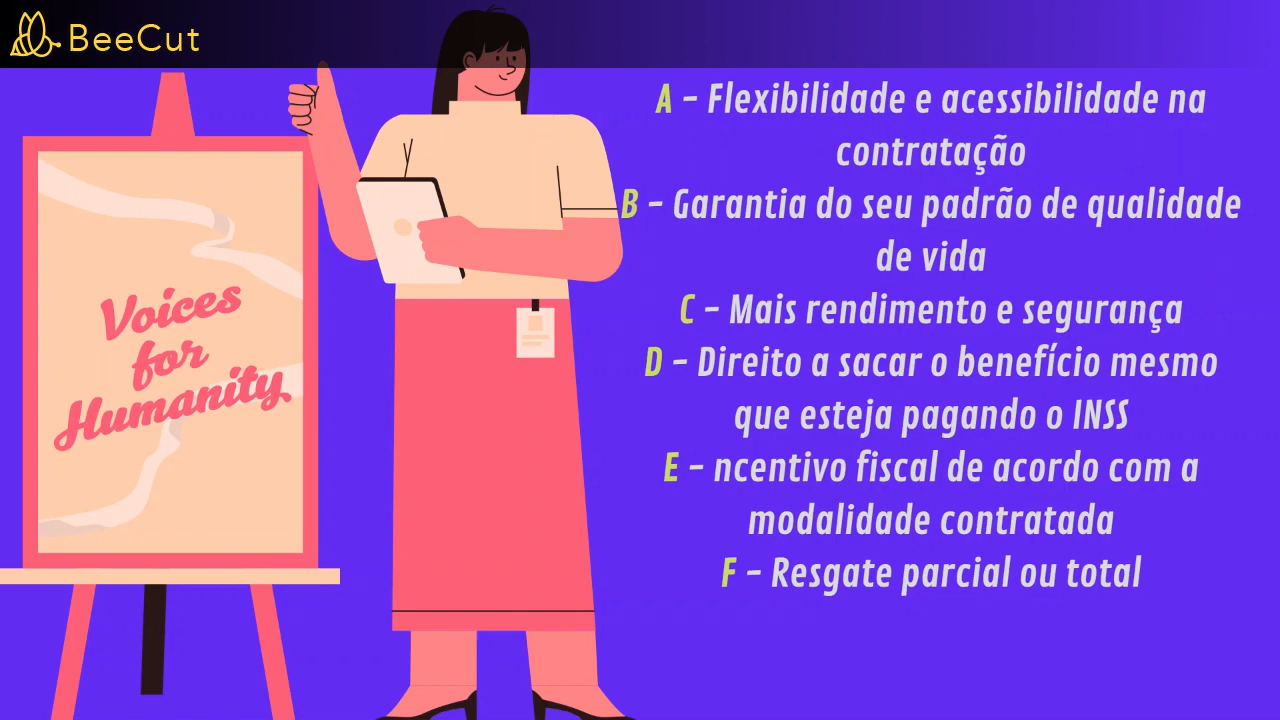 BeeCut
A - Flexibilidade e acessibilidade na
contratação
B - Garantia do seu padrão de qualidade
de vida
C - Mais rendimento e segurança
D - Direito a sacar o benefício mesmo
que esteja pagando o INSS
E - ncentivo fiscal de acordo com a
modalidade contratada
F - Resgate parcial ou total
Voices
for
Humanity